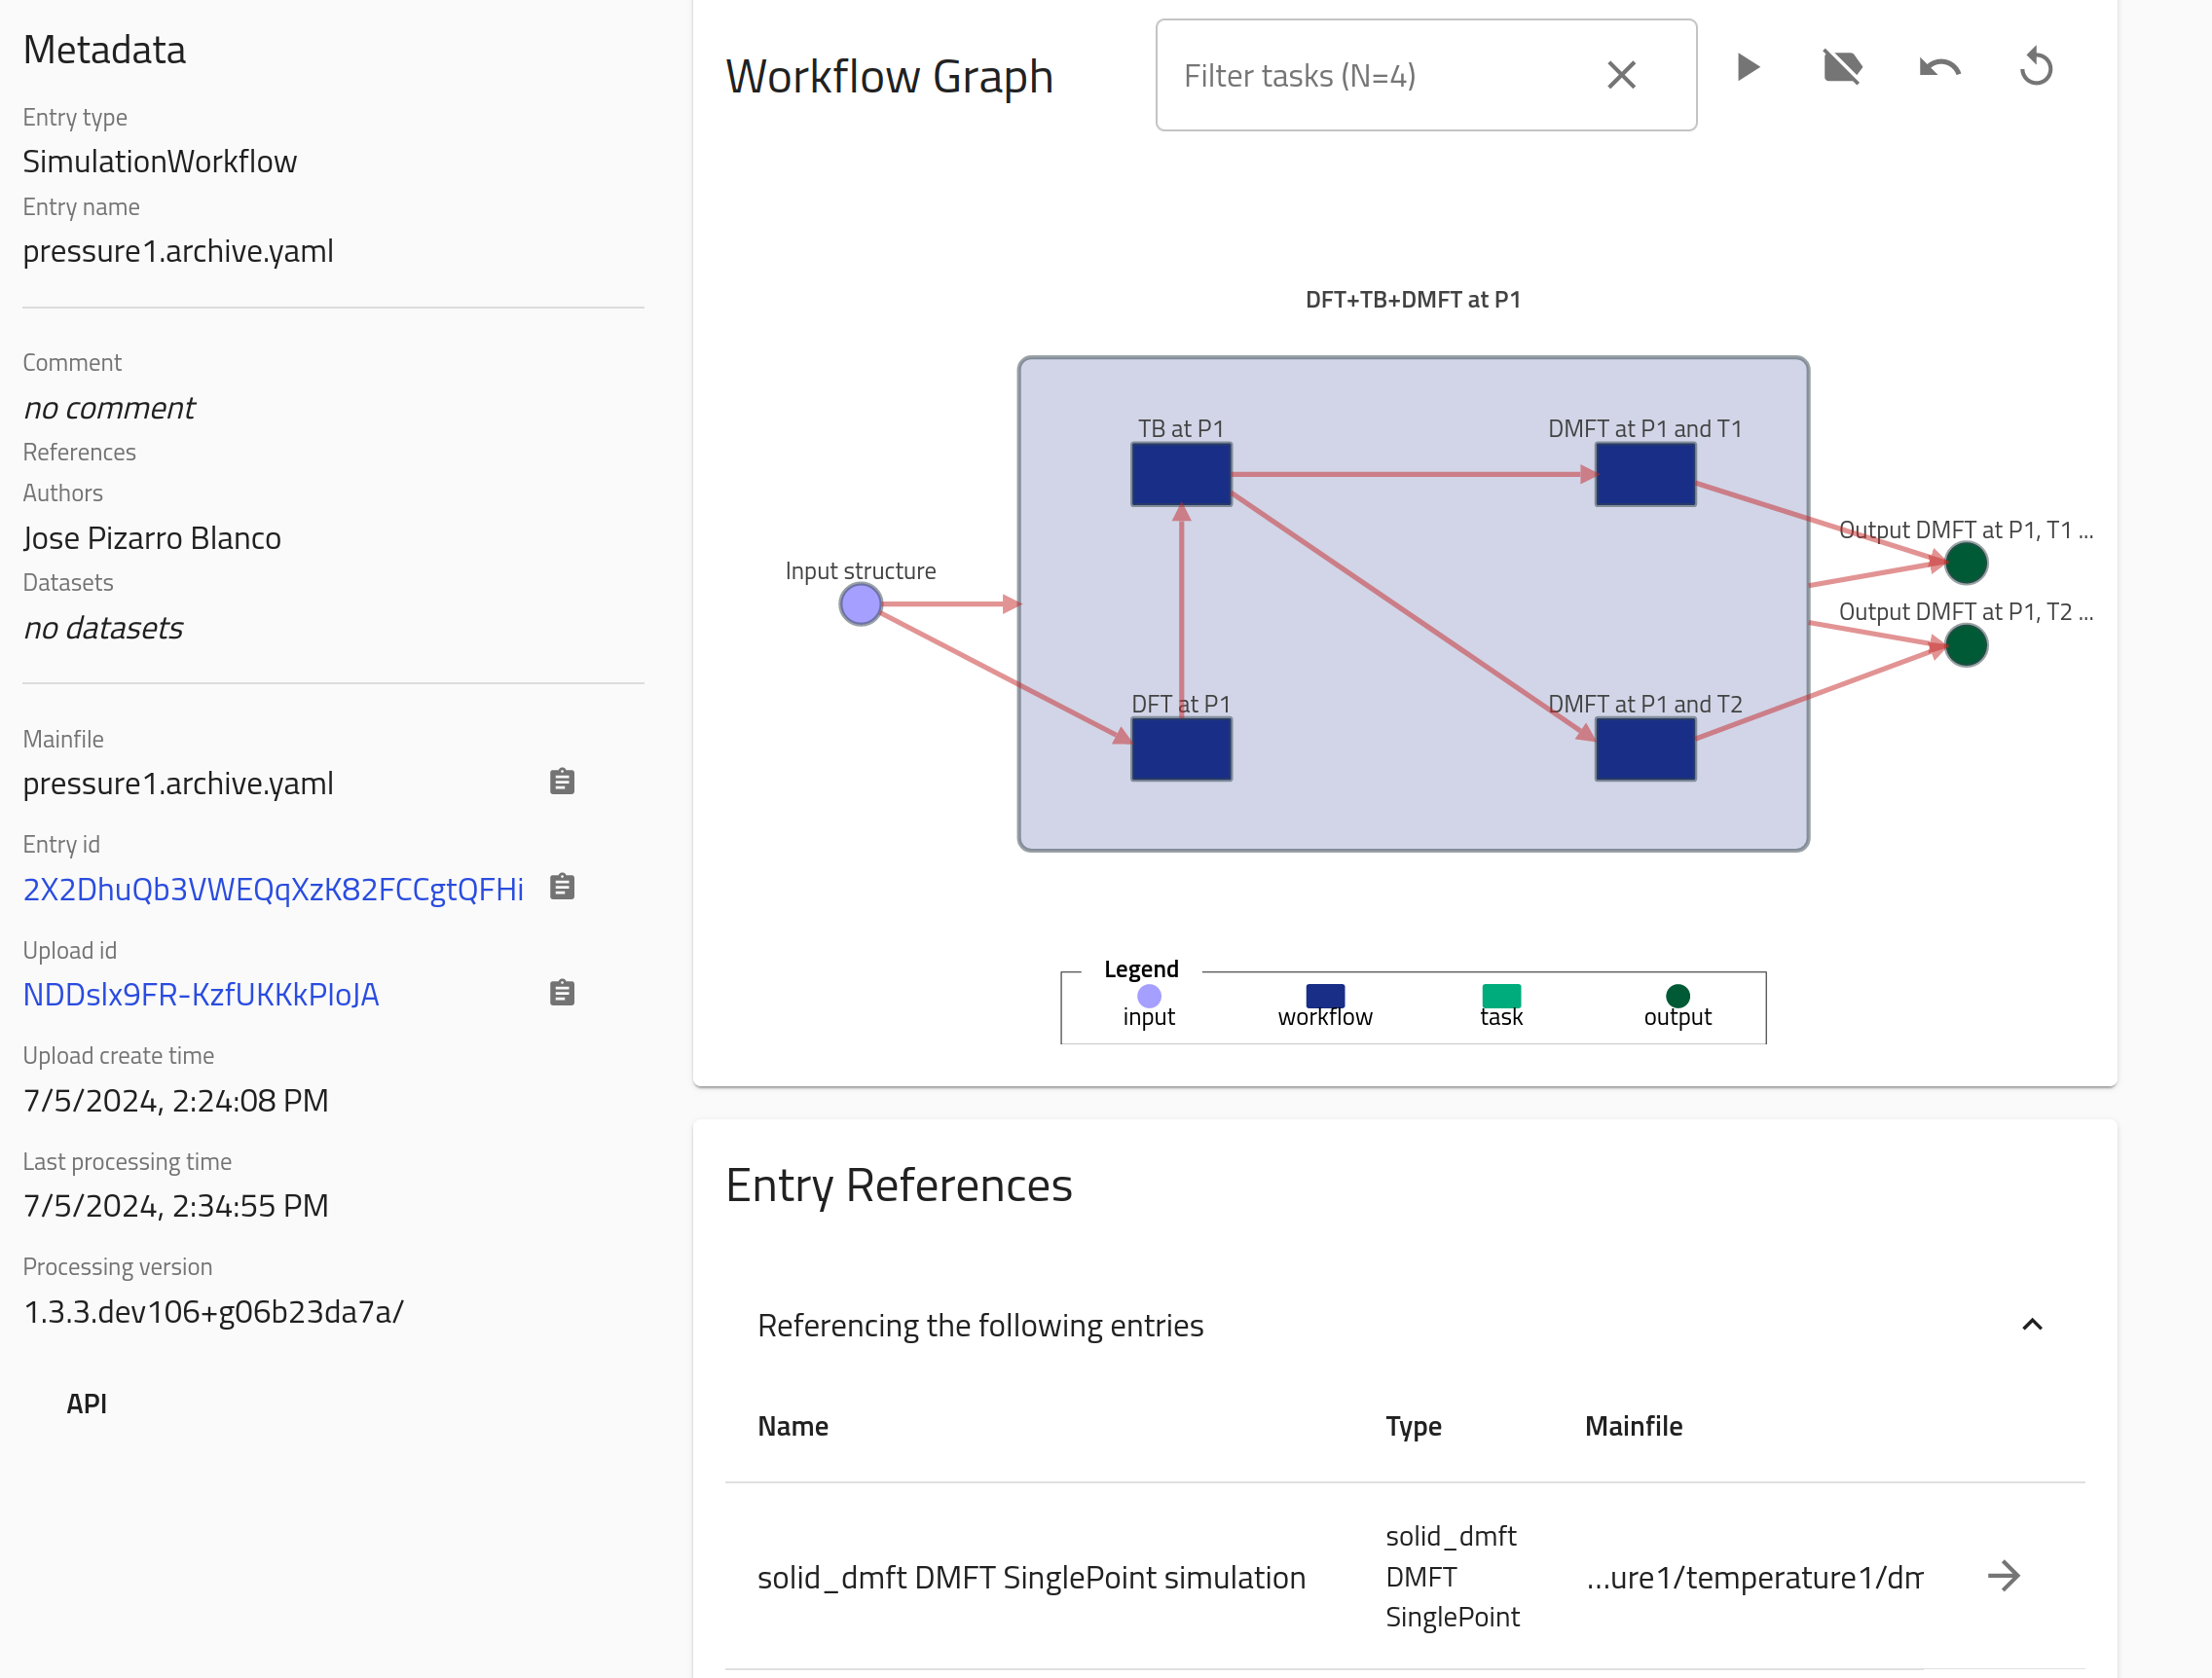 Metadata
Entry type
SimulationWorkflow
Entry name
pressure1.archive.yaml
Comment
no comment
References
Authors
Jose Pizarro Blanco
Datasets
no datasets
Mainfile
pressure1.archive.yaml
Entry id
2X2DhuQb3VWEQqXzK82FCCgtQFHi
Upload id
NDDslx9FR-KzfUKKkPIoJA
Upload create time
7/5/2024, 2:24:08 PM
Last processing time
7/5/2024, 2:34:55 PM
Processing version
1.3.3.dev106+g06b23da7a/
API
Workflow Graph
Filter tasks (N=4)
DFT+TB+DMFT at P1
TB at P1
DMFT at P1 and T1
Output DMFT at P1, T1 ...
Input structure
Output DMFT at P1, T2 ...
DFT at P1
DMFT at P1 and T2
Legend
input
workflow
task
output
Entry References
Referencing the following entries
Name
Type
Mainfile
solid_dmft DMFT SinglePoint simulation
solid_dmft
DMFT
SinglePoint
...ure1/temperature1/dm